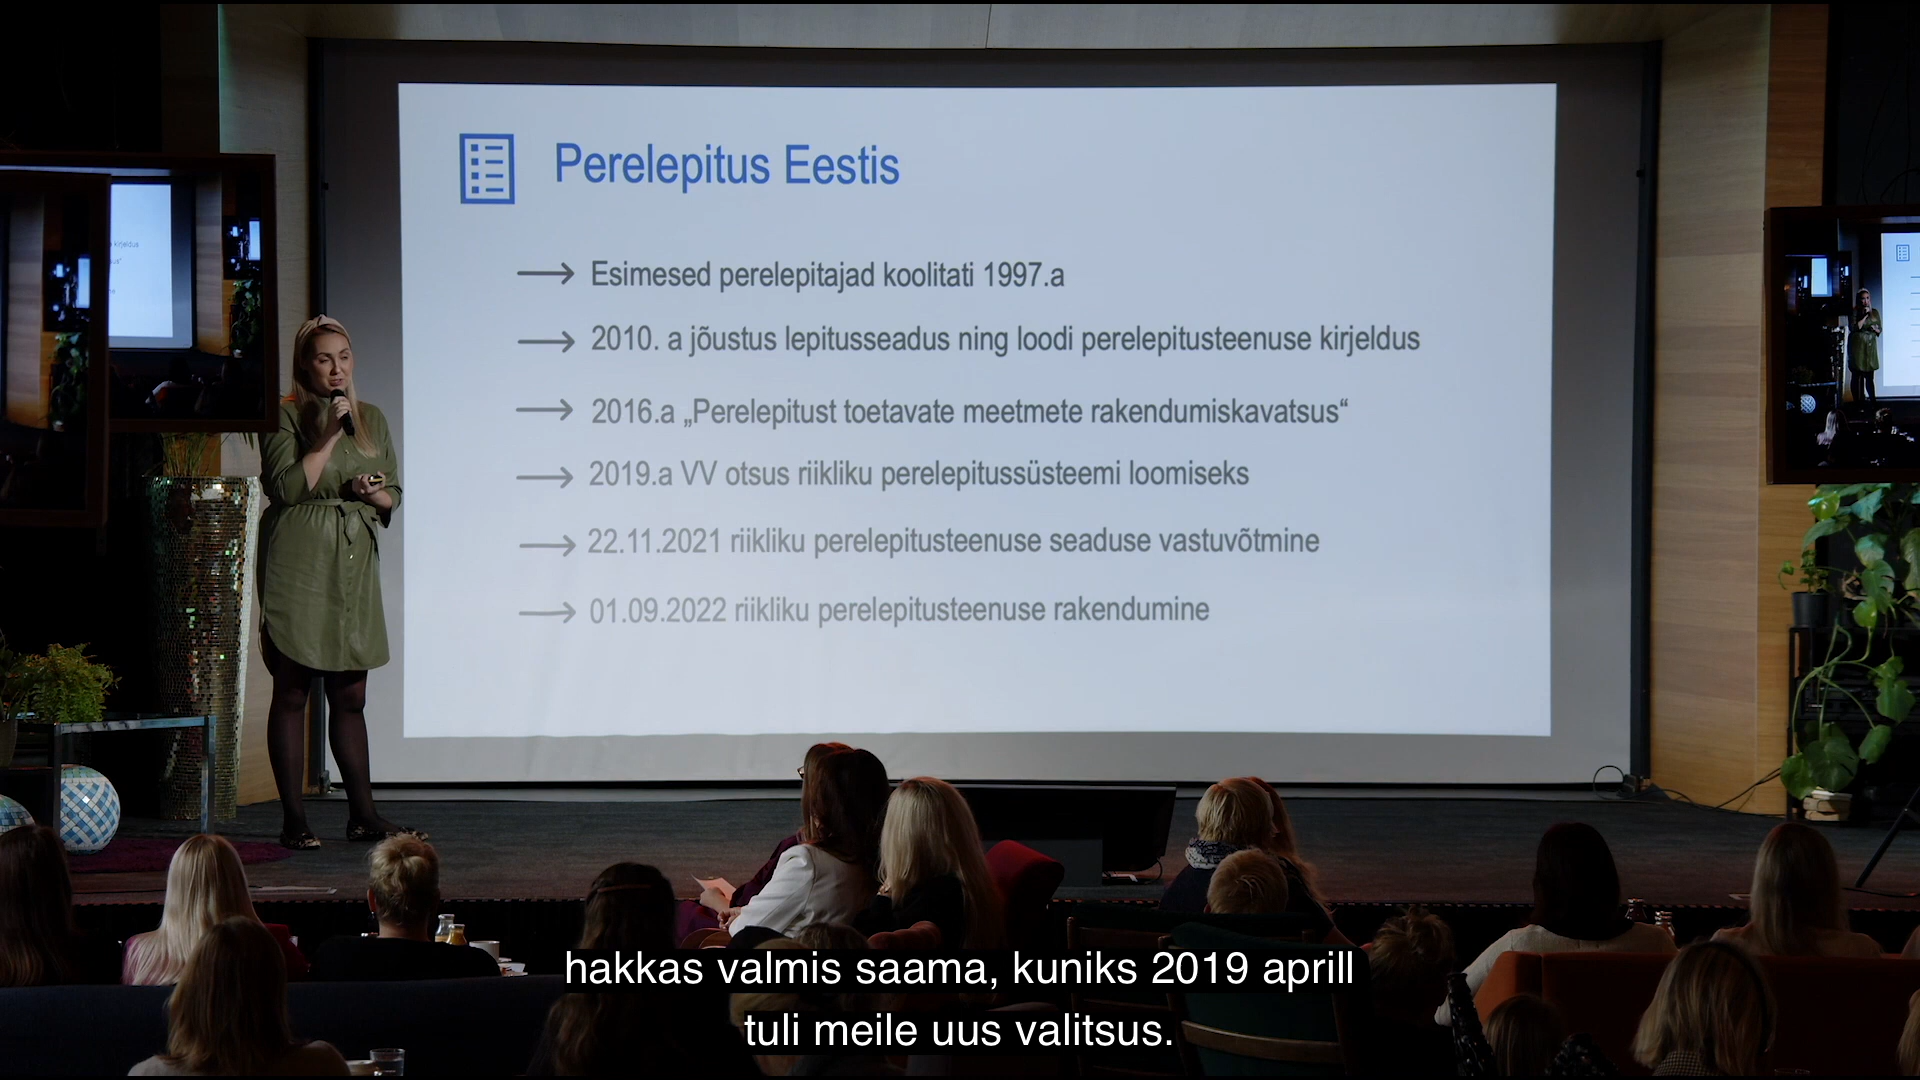 Perelepitus Eestis
Esimesed perelepitajad koolitati 1997.a
2010. a jõustus lepitusseadus ning loodi perelepitusteenuse kirjeldus
2016.a „Perelepitust toetavate meetmete rakendumiskavatsus“
2019.a VV otsus riikliku perelepitussüsteemi loomiseks
22.11.2021 riikliku perelepitusteenuse seaduse vastuvõtmine
01.09.2022 riikliku perelepitusteenuse rakendumine
kirjeldus
hakkas valmis saama, kuniks 2019 aprill
tuli meile uus valitsus.